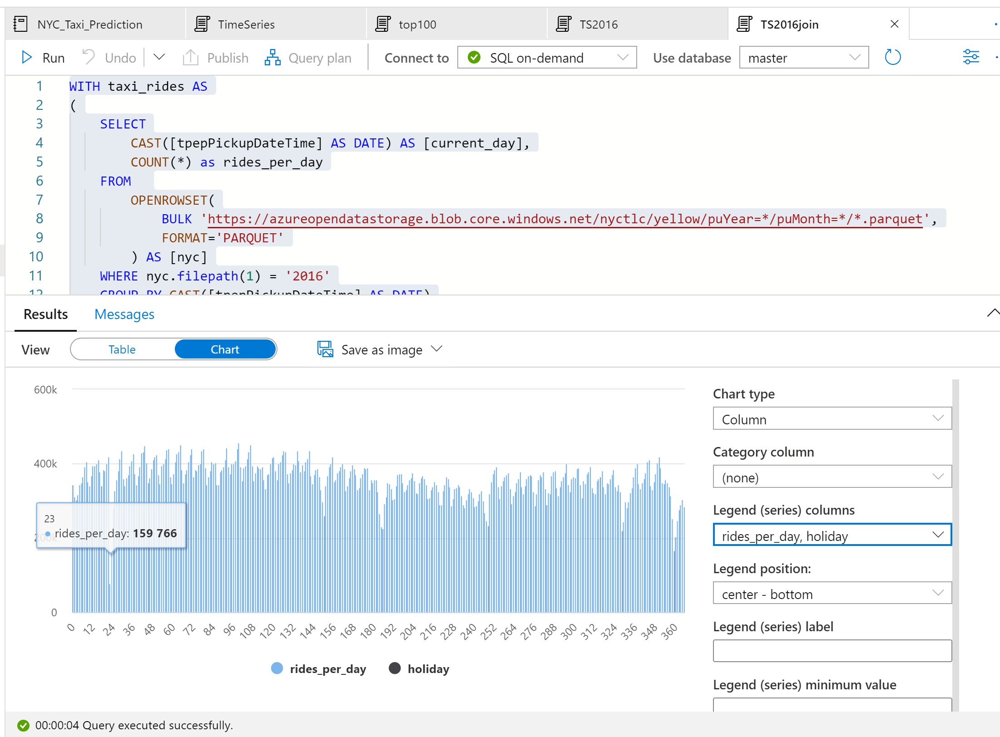 NYC_Taxi_Prediction TimeSeries top100 TS2016 TS2016join
Run Undo Publish Query plan Connect to SQL on-demand Use database master
1 WITH taxi_rides AS
2 (
3 SELECT
4 CAST([tpepPickupDateTime] AS DATE) AS [current_day],
5 COUNT(*) as rides_per_day
6 FROM
7 OPENROWSET(
8 BULK 'https://azureopendatastorage.blob.core.windows.net/nyctlc/yellow/puYear=*/puMonth=*/*.parquet',
9 FORMAT='PARQUET'
10 ) AS [nyc]
11 WHERE nyc.filepath(1) = '2016'
12 GROUP BY CAST([tpepPickupDateTime] AS DATE)
Results Messages
View Table Chart Save as image
600k
400k
200k
0
23
rides_per_day: 159 766
0 12 24 36 48 60 72 84 96 108 120 132 144 156 168 180 192 204 216 228 240 252 264 276 288 300 312 324 336 348 360
rides_per_day holiday
Chart type
Column
Category column
(none)
Legend (series) columns
rides_per_day, holiday
Legend position:
center - bottom
Legend (series) label
Legend (series) minimum value
00:00:04 Query executed successfully.